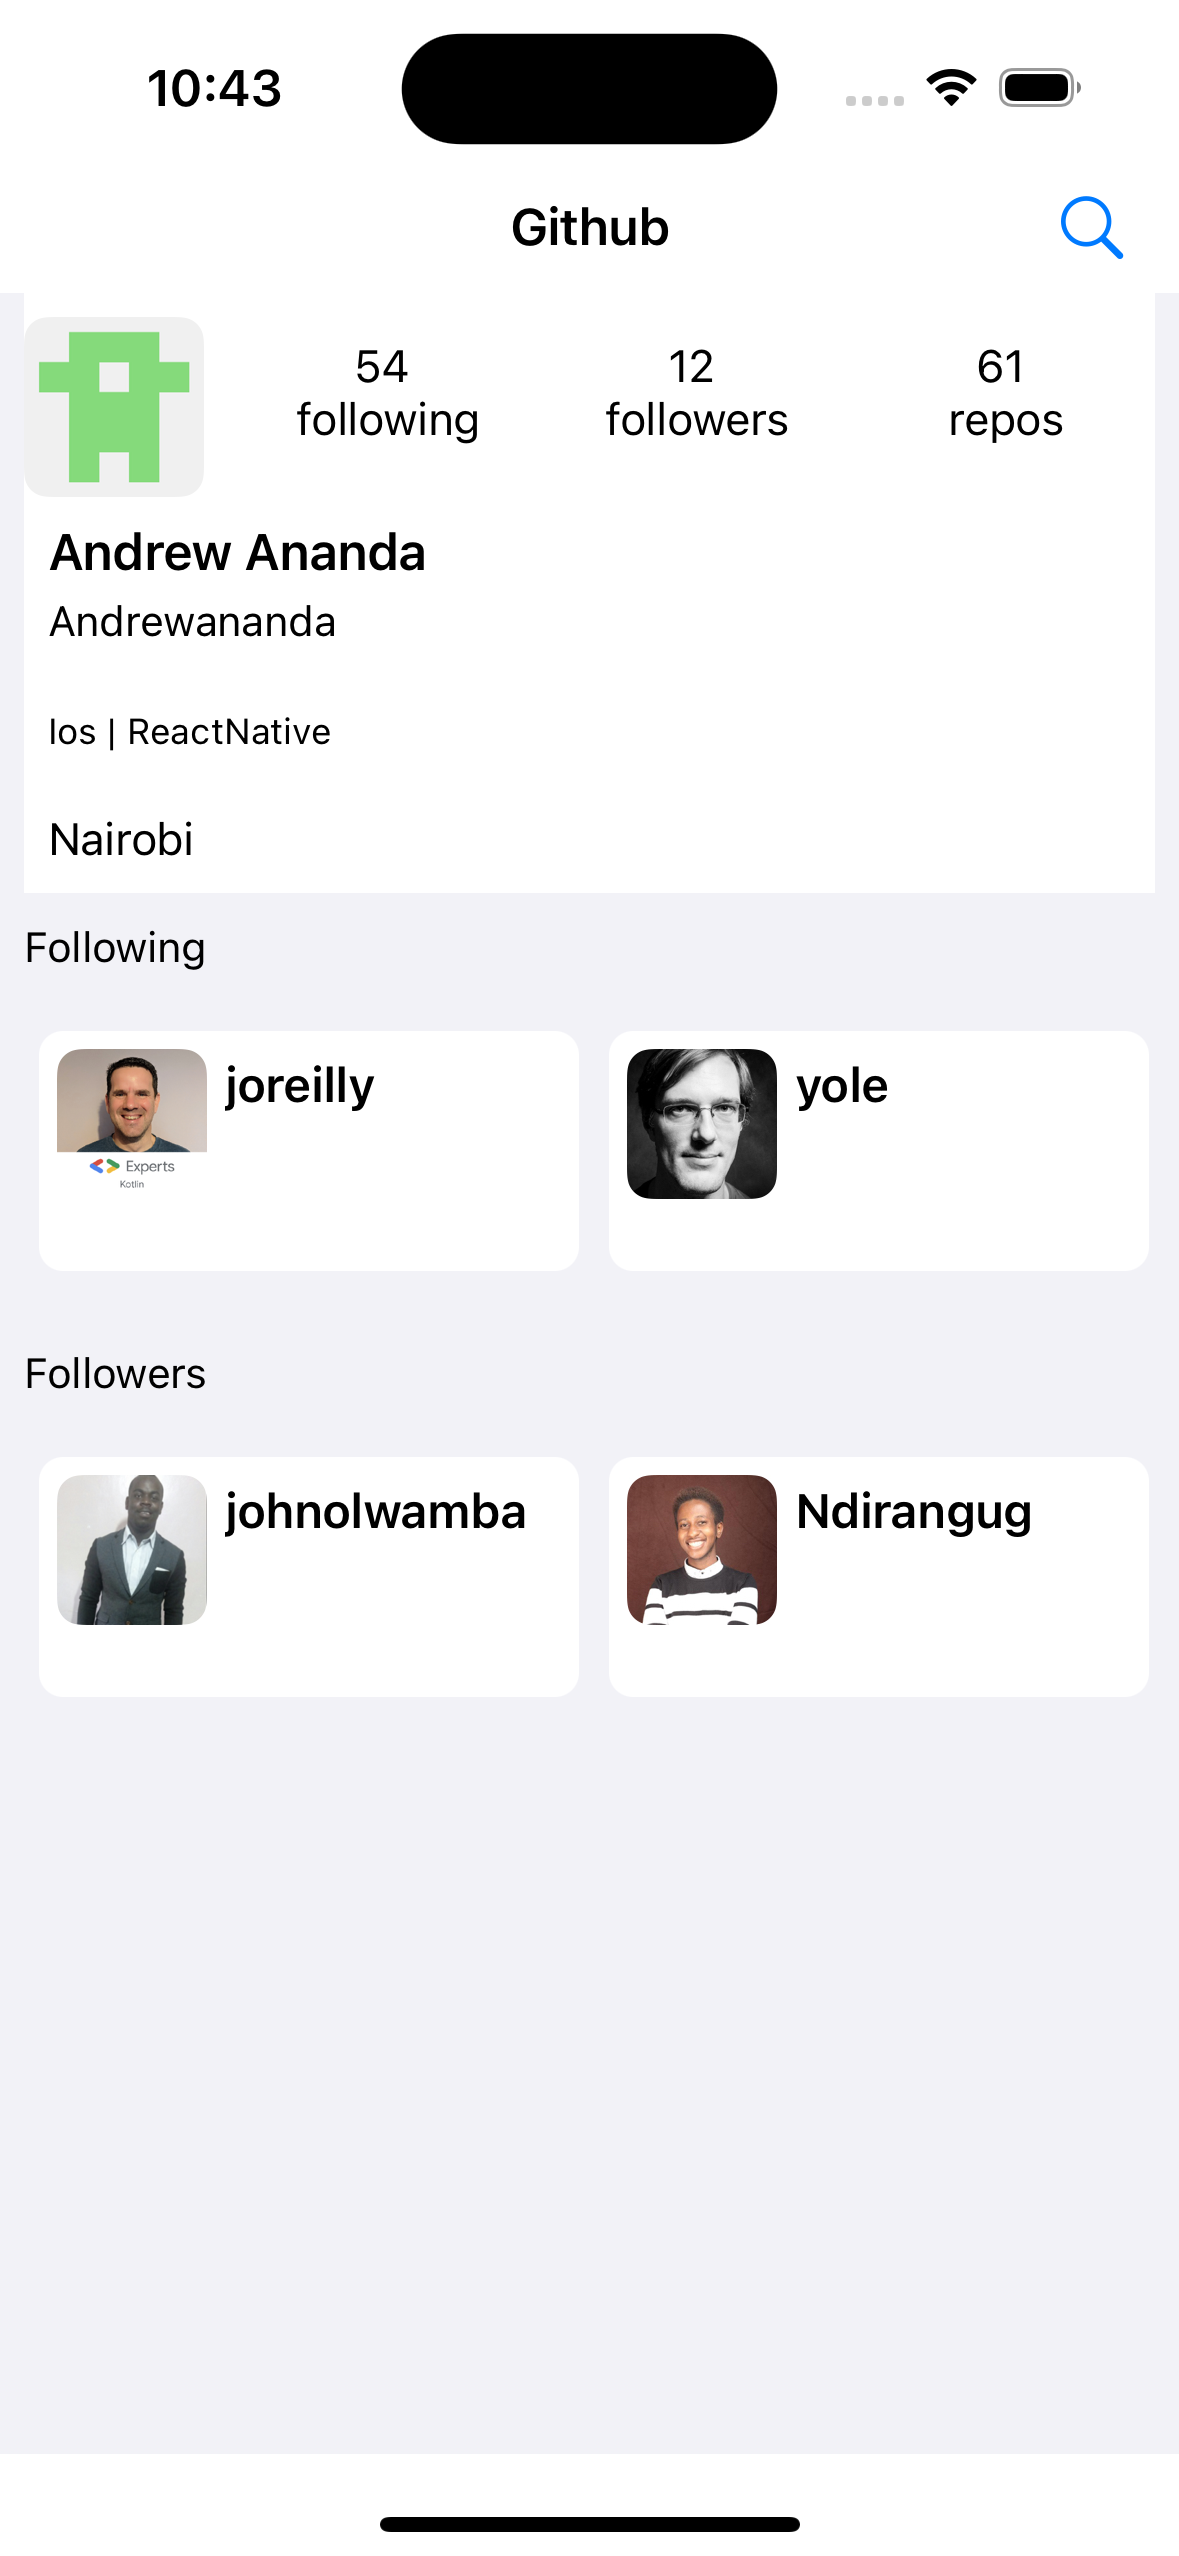 10:43
Github
54
following
12
followers
61
repos
Andrew Ananda
Andrewananda
Ios | ReactNative
Nairobi
Following
joreilly
Experts
Kotlin
yole
Followers
johnolwamba
Ndirangug